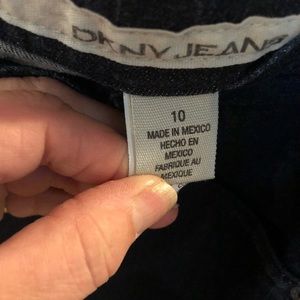 DKNY JEANS
10
MADE IN MEXICO
HECHO EN
MEXICO
FABRIQUE AU
MEXIQUE